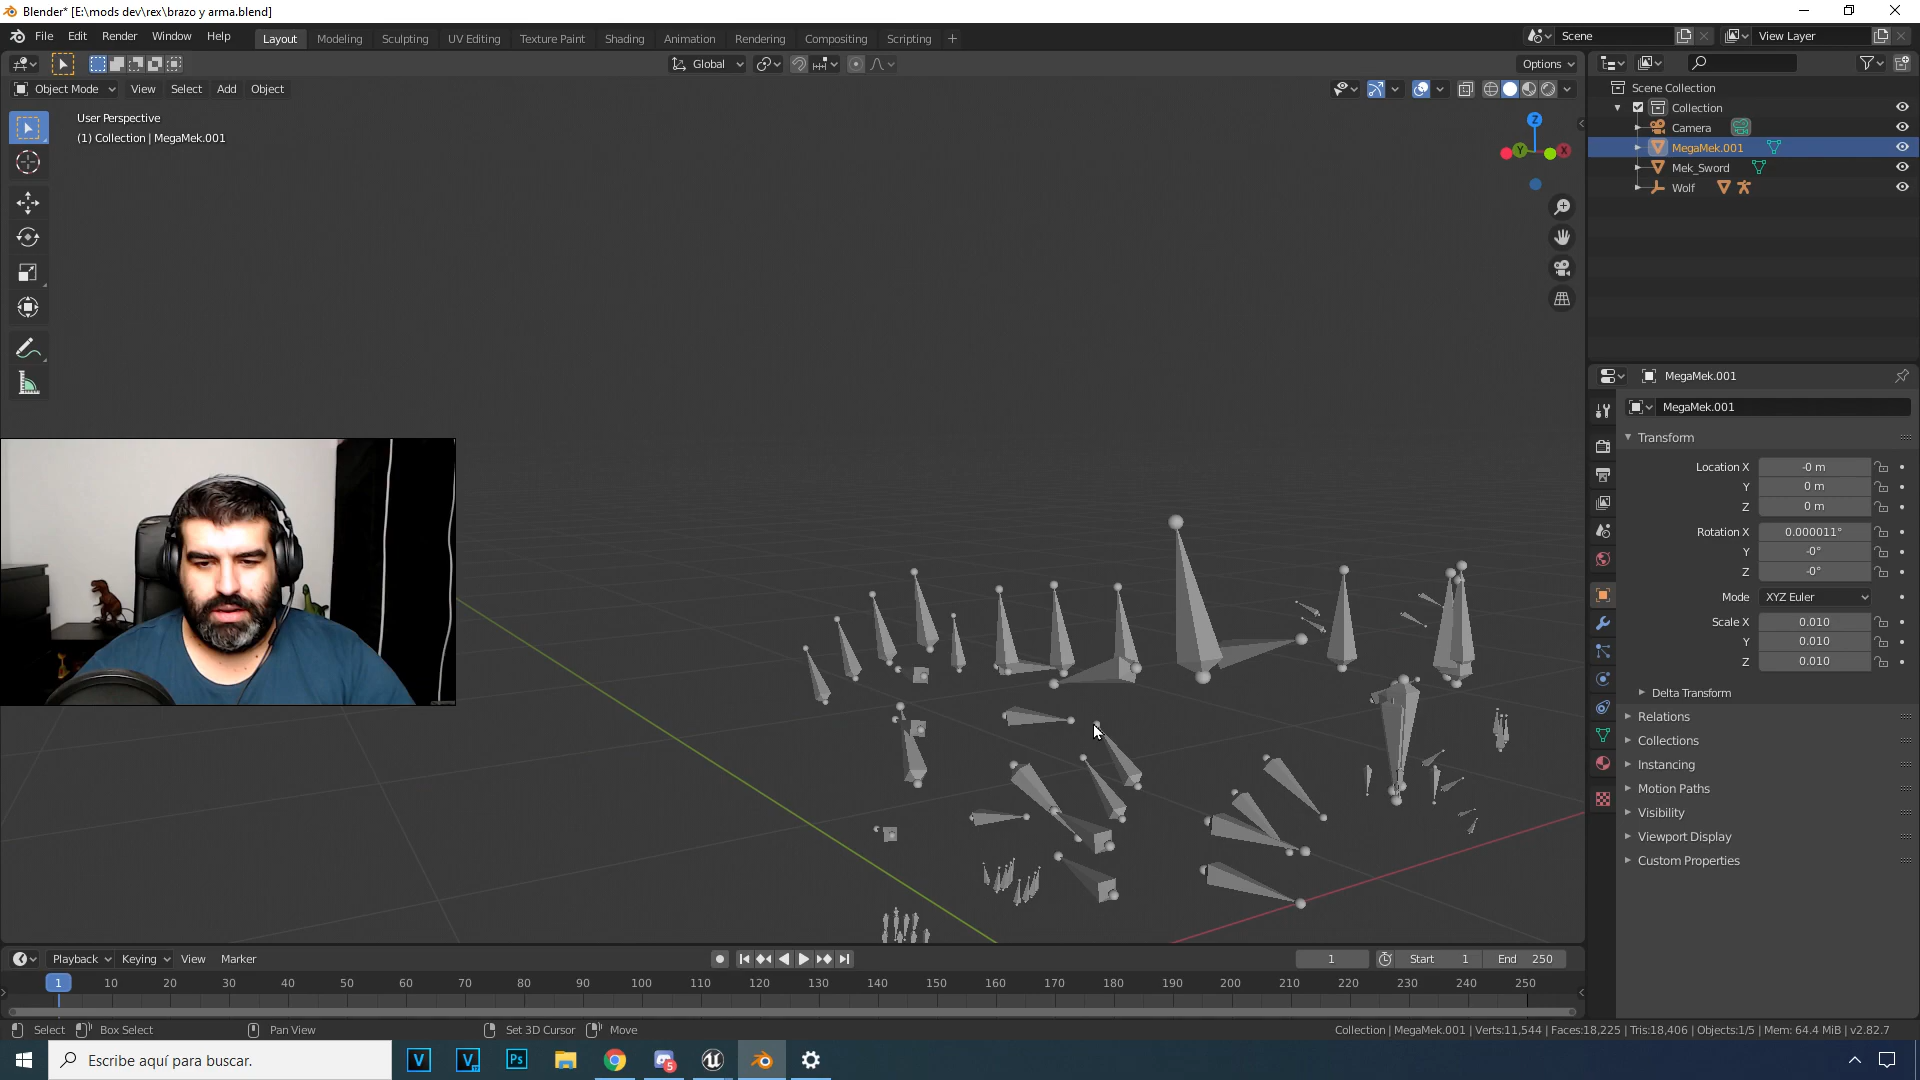 Blender* [E:\mods dev\rex\brazo y arma.blend]
File Edit Render Window Help
Layout Modeling Sculpting UV Editing Texture Paint Shading Animation Rendering Compositing Scripting +
Scene
View Layer
Global
Options
Object Mode View Select Add Object
User Perspective
(1) Collection | MegaMek.001
Z
Y
X
Scene Collection
Collection
Camera
MegaMek.001
Mek_Sword
Wolf
MegaMek.001
MegaMek.001
Transform
Location X -0 m
Y 0 m
Z 0 m
Rotation X 0.000011°
Y -0°
Z -0°
Mode XYZ Euler
Scale X 0.010
Y 0.010
Z 0.010
Delta Transform
Relations
Collections
Instancing
Motion Paths
Visibility
Viewport Display
Custom Properties
Playback Keying View Marker
1 Start 1 End 250
1 10 20 30 40 50 60 70 80 90 100 110 120 130 140 150 160 170 180 190 200 210 220 230 240 250
Select Box Select Pan View Set 3D Cursor Move
Collection | MegaMek.001 | Verts:11,544 | Faces:18,225 | Tris:18,406 | Objects:1/5 | Mem: 64.4 MiB | v2.82.7
Escribe aquí para buscar.
V V Ps 5